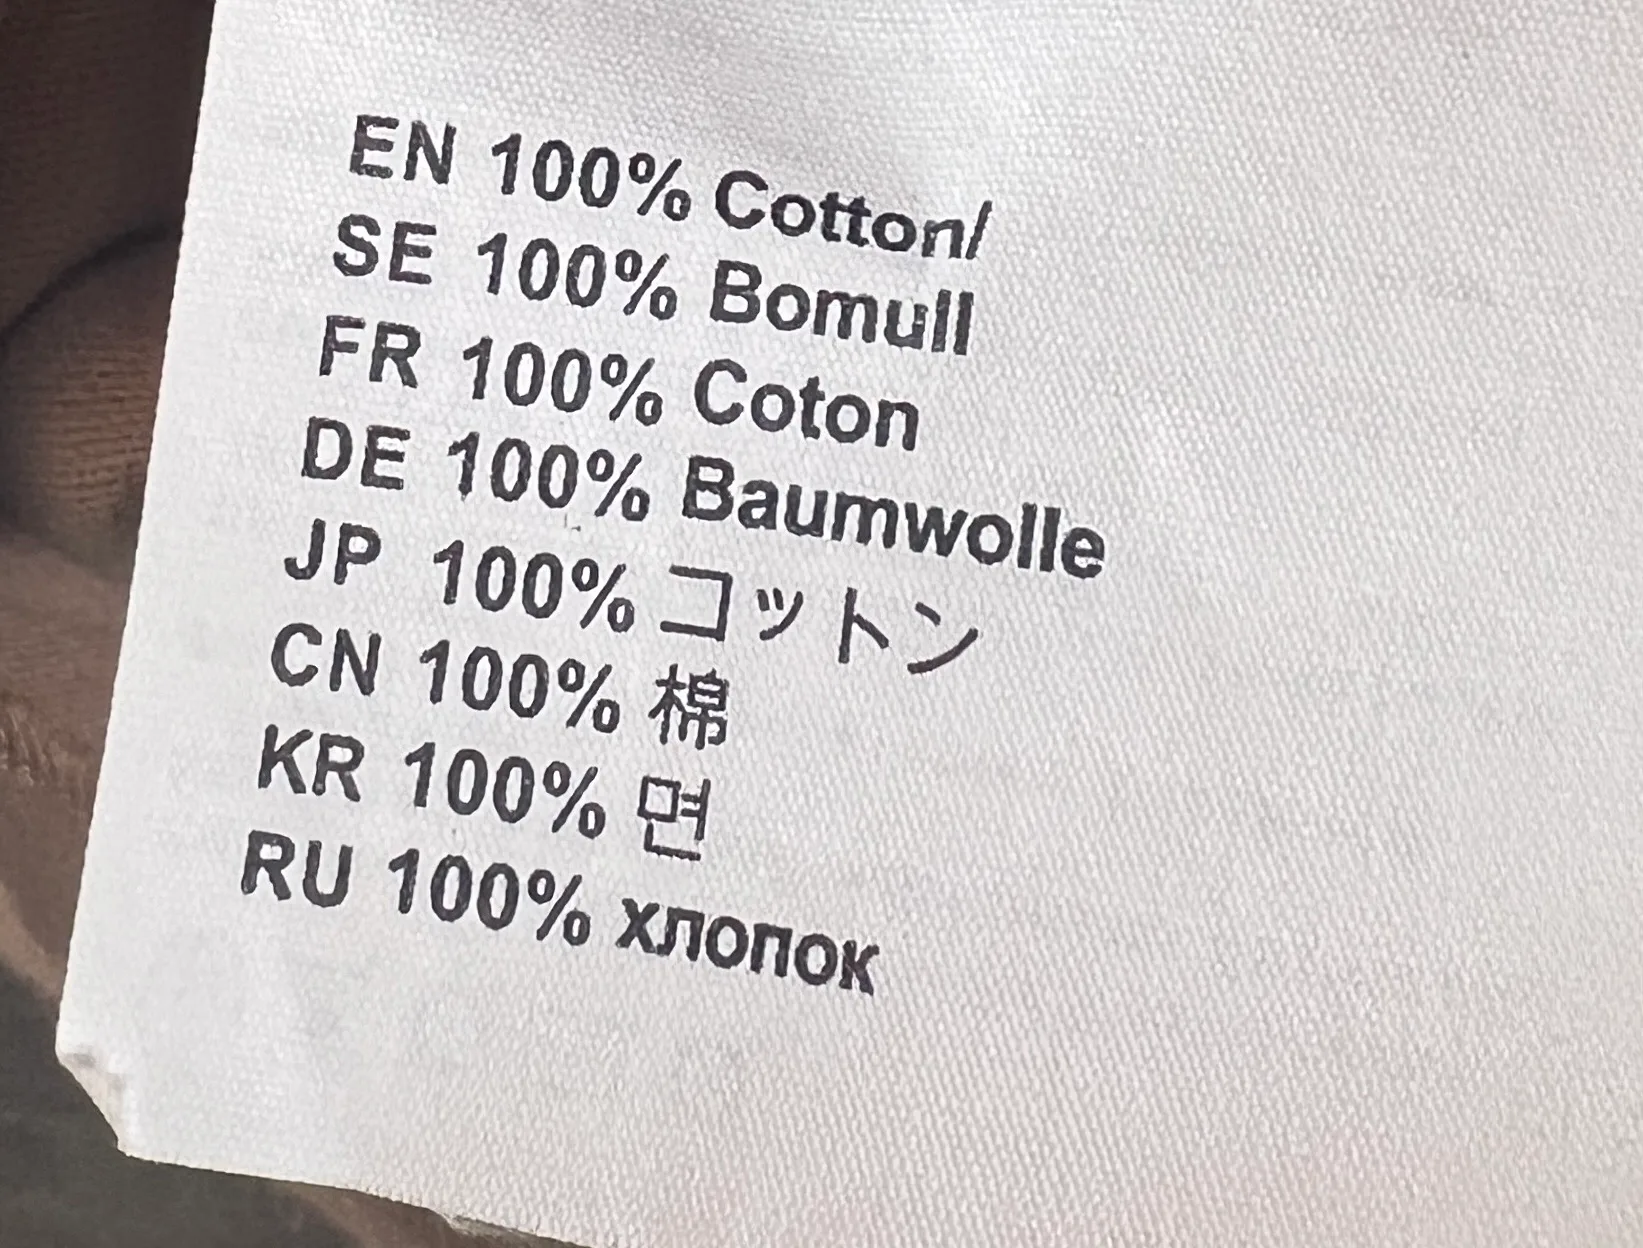 EN 100% Cotton/
SE 100% Bomull
FR 100% Coton
DE 100% Baumwolle
JP 100% コットン
CN 100% 棉
KR 100% 면
RU 100% хлопок